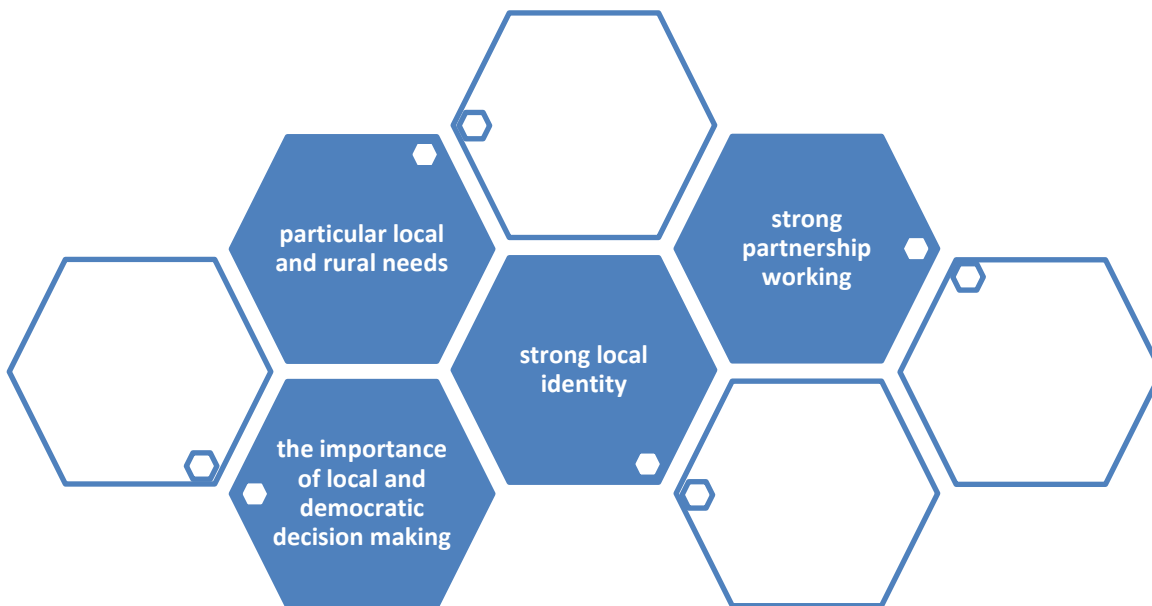 particular local
and rural needs
strong
partnership
working
strong local
identity
the importance
of local and
democratic
decision making